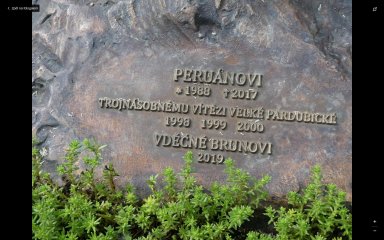 PERUÁNOVI
* 1988 † 2017
TROJNÁSOBNÉMU VÍTĚZI VELKÉ PARDUBICKÉ
1998 1999 2000
VDĚČNÉ BRUNOVI
2019